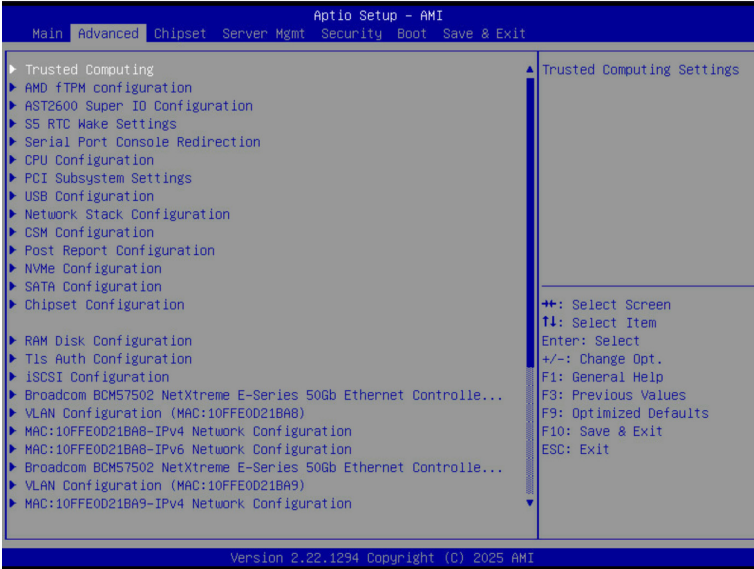 Aptio Setup - AMI
Main Advanced Chipset Server Mgmt Security Boot Save & Exit
Trusted Computing
AMD fTPM configuration
AST2600 Super IO Configuration
S5 RTC Wake Settings
Serial Port Console Redirection
CPU Configuration
PCI Subsystem Settings
USB Configuration
Network Stack Configuration
CSM Configuration
Post Report Configuration
NVMe Configuration
SATA Configuration
Chipset Configuration
RAM Disk Configuration
Tls Auth Configuration
iSCSI Configuration
Broadcom BCM57502 NetXtreme E-Series 50Gb Ethernet Controlle...
VLAN Configuration (MAC:10FFE0D21BA8)
MAC:10FFE0D21BA8-IPv4 Network Configuration
MAC:10FFE0D21BA8-IPv6 Network Configuration
Broadcom BCM57502 NetXtreme E-Series 50Gb Ethernet Controlle...
VLAN Configuration (MAC:10FFE0D21BA9)
MAC:10FFE0D21BA9-IPv4 Network Configuration
Trusted Computing Settings
→←: Select Screen
↑↓: Select Item
Enter: Select
+/-: Change Opt.
F1: General Help
F3: Previous Values
F9: Optimized Defaults
F10: Save & Exit
ESC: Exit
Version 2.22.1294 Copyright (C) 2025 AMI